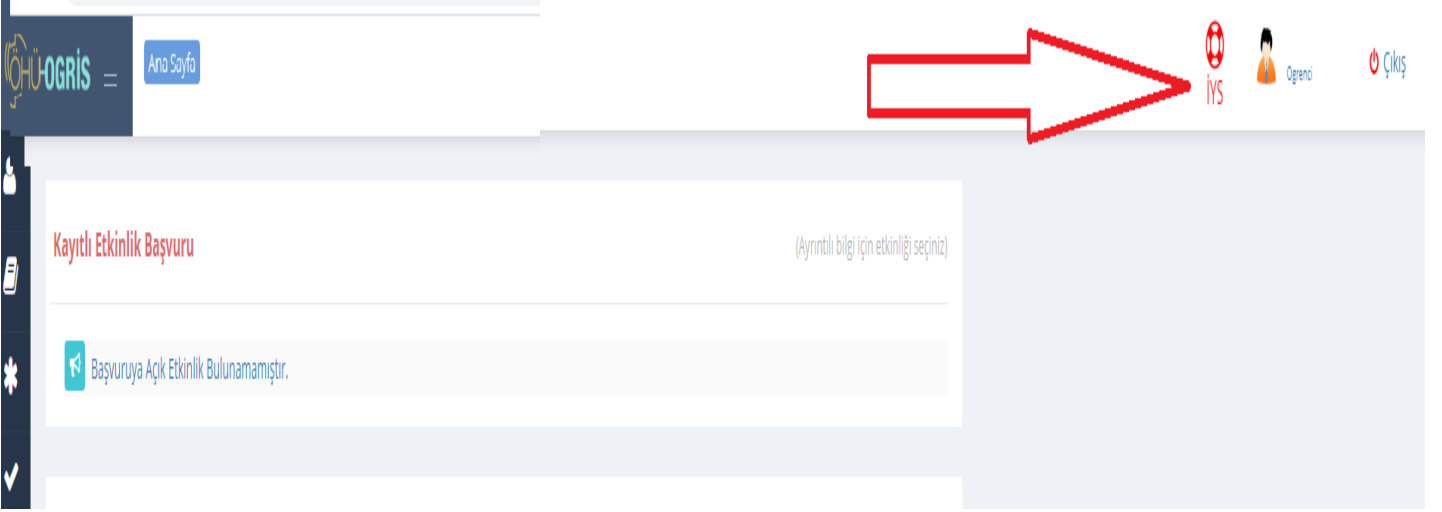 ÖHÜ-OGRİS
Ana Sayfa
İYS
Ogrenci
Çıkış
Kayıtlı Etkinlik Başvuru
(Ayrıntılı bilgi için etkinliği seçiniz)
Başvuruya Açık Etkinlik Bulunamamıştır.